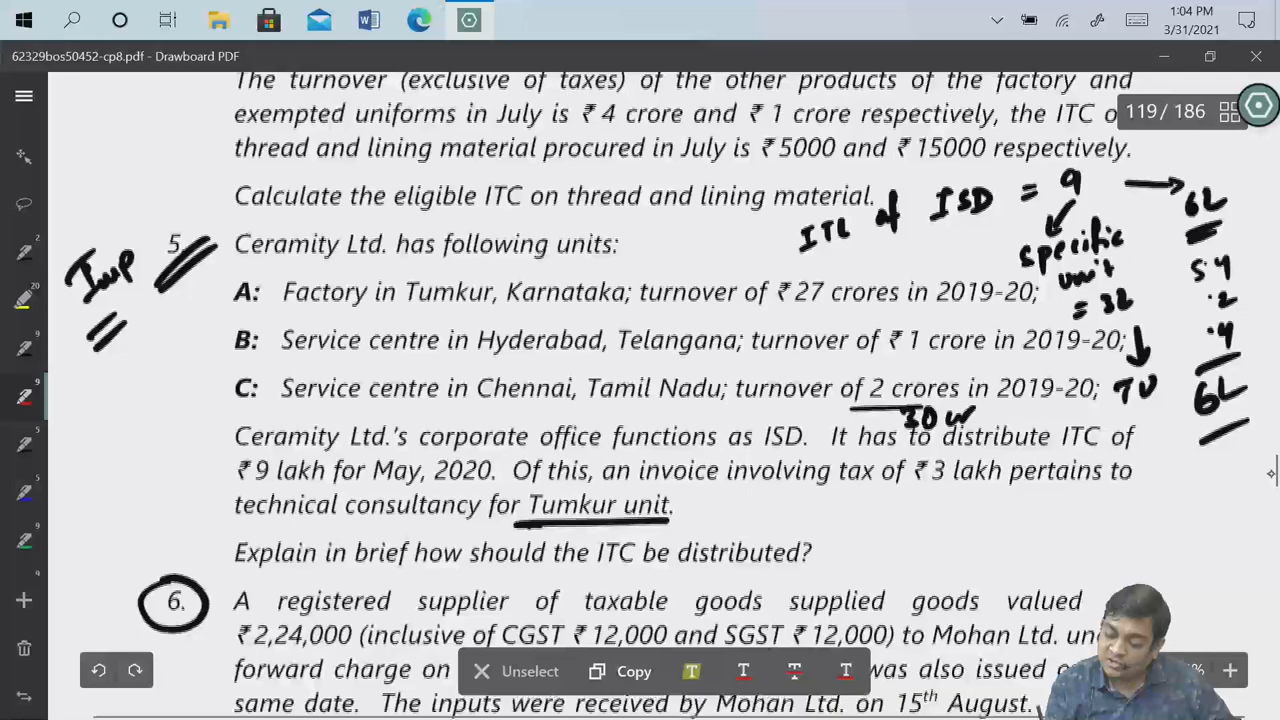 1:04 PM
3/31/2021
62329bos50452-cp8.pdf - Drawboard PDF
119 / 186
The turnover (exclusive of taxes) of the other products of the factory and
exempted uniforms in July is ₹ 4 crore and ₹ 1 crore respectively, the ITC o
thread and lining material procured in July is ₹ 5000 and ₹ 15000 respectively.
Calculate the eligible ITC on thread and lining material.
ITC of ISD = 9 → 6L
specific
unit
= 3L
5.4
.2
.4
6L
Imp
5. Ceramity Ltd. has following units:
A: Factory in Tumkur, Karnataka; turnover of ₹ 27 crores in 2019-20;
B: Service centre in Hyderabad, Telangana; turnover of ₹ 1 crore in 2019-20;
C: Service centre in Chennai, Tamil Nadu; turnover of 2 crores in 2019-20;
Ceramity Ltd.'s corporate office functions as ISD. It has to distribute ITC of
₹ 9 lakh for May, 2020. Of this, an invoice involving tax of ₹ 3 lakh pertains to
technical consultancy for Tumkur unit.
Explain in brief how should the ITC be distributed?
6. A registered supplier of taxable goods supplied goods valued
₹ 2,24,000 (inclusive of CGST ₹ 12,000 and SGST ₹ 12,000) to Mohan Ltd. un
forward charge on was also issued o
same date. The inputs were received by Mohan Ltd. on 15th August.
Unselect Copy T T T T